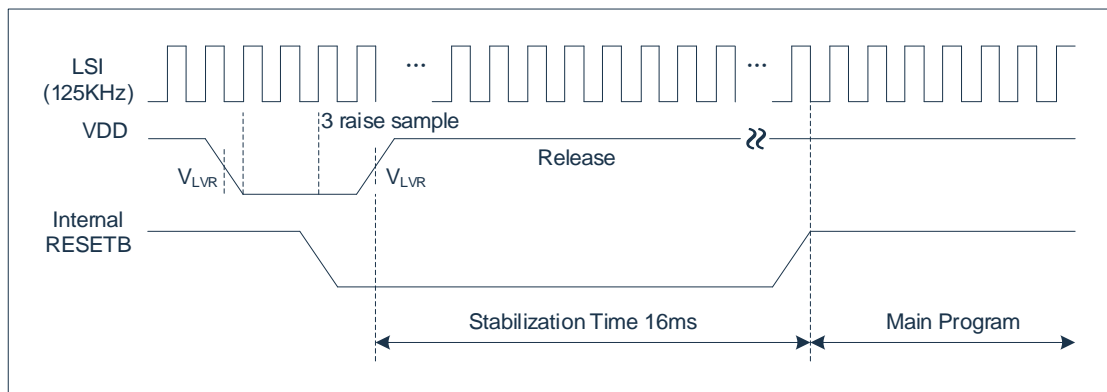 LSI
(125KHz)
... ...
3 raise sample
VDD
Release
VLVR VLVR
Internal
RESETB
Stabilization Time 16ms Main Program